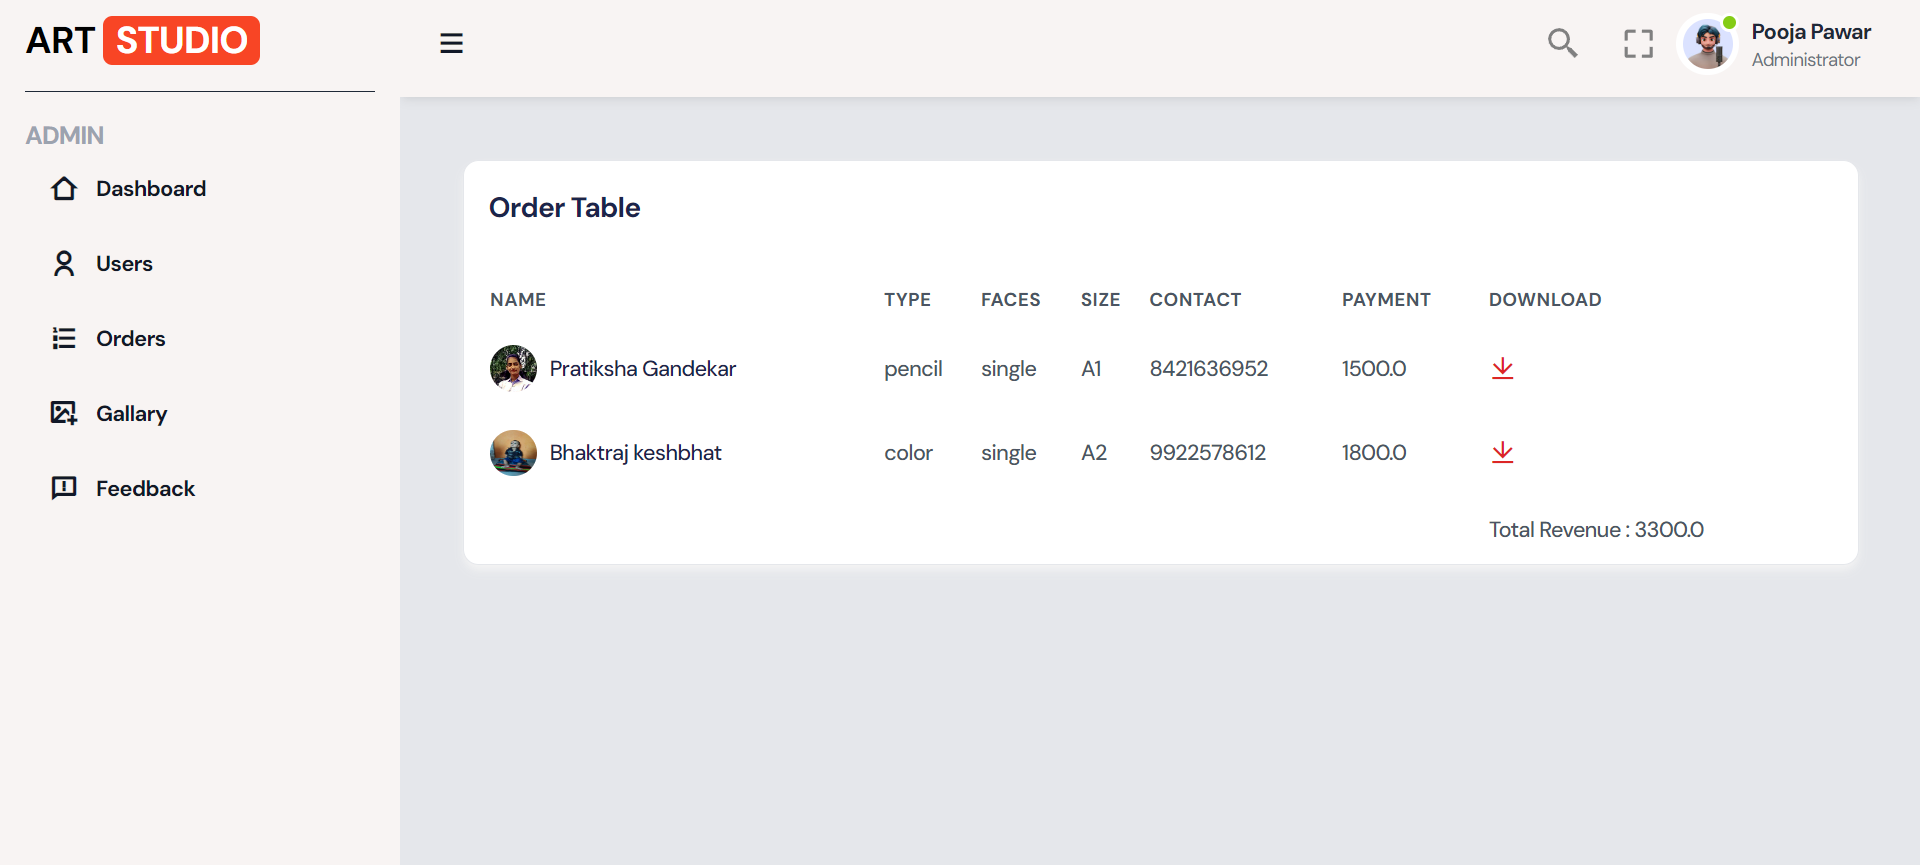 ART STUDIO
Pooja Pawar
Administrator
ADMIN
Dashboard
Users
Orders
Gallary
Feedback
Order Table
NAME TYPE FACES SIZE CONTACT PAYMENT DOWNLOAD
Pratiksha Gandekar pencil single A1 8421636952 1500.0
Bhaktraj keshbhat color single A2 9922578612 1800.0
Total Revenue : 3300.0